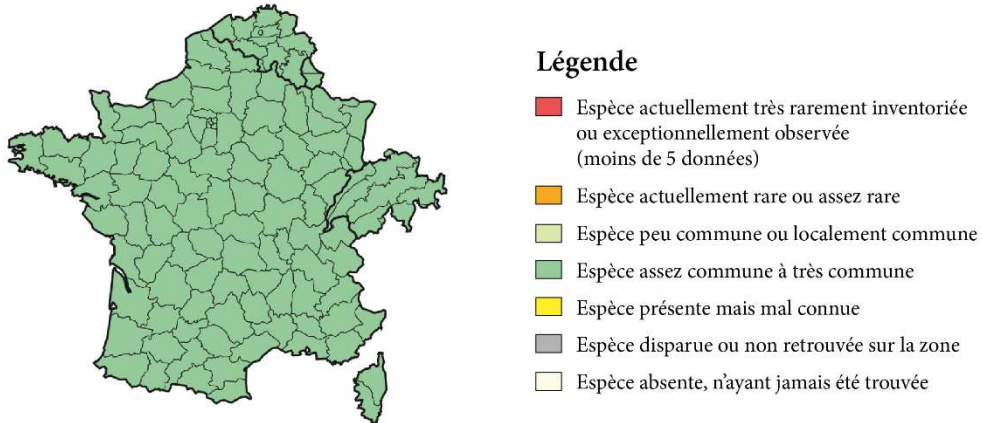 Légende
Espèce actuellement très rarement inventoriée
ou exceptionnellement observée
(moins de 5 données)
Espèce actuellement rare ou assez rare
Espèce peu commune ou localement commune
Espèce assez commune à très commune
Espèce présente mais mal connue
Espèce disparue ou non retrouvée sur la zone
Espèce absente, n'ayant jamais été trouvée